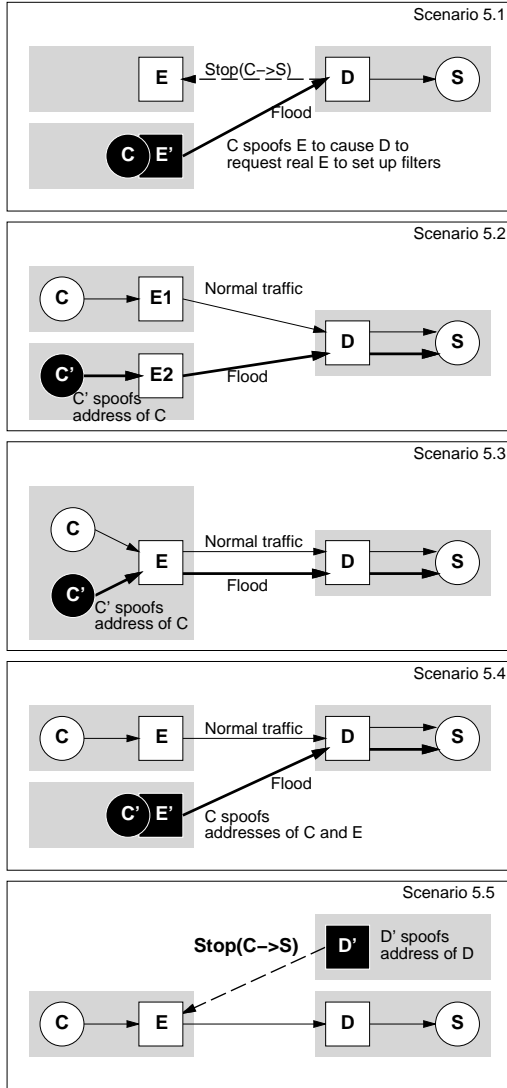 Scenario 5.1
E
Stop(C−>S)
D
S
Flood
C
E'
C spoofs E to cause D to
request real E to set up filters
Scenario 5.2
C
E1
Normal traffic
D
S
C'
E2
Flood
C' spoofs
address of C
Scenario 5.3
C
E
Normal traffic
D
S
Flood
C'
C' spoofs
address of C
Scenario 5.4
C
E
Normal traffic
D
S
Flood
C'
E'
C spoofs
addresses of C and E
Scenario 5.5
Stop(C−>S)
D'
D' spoofs
address of D
C
E
D
S